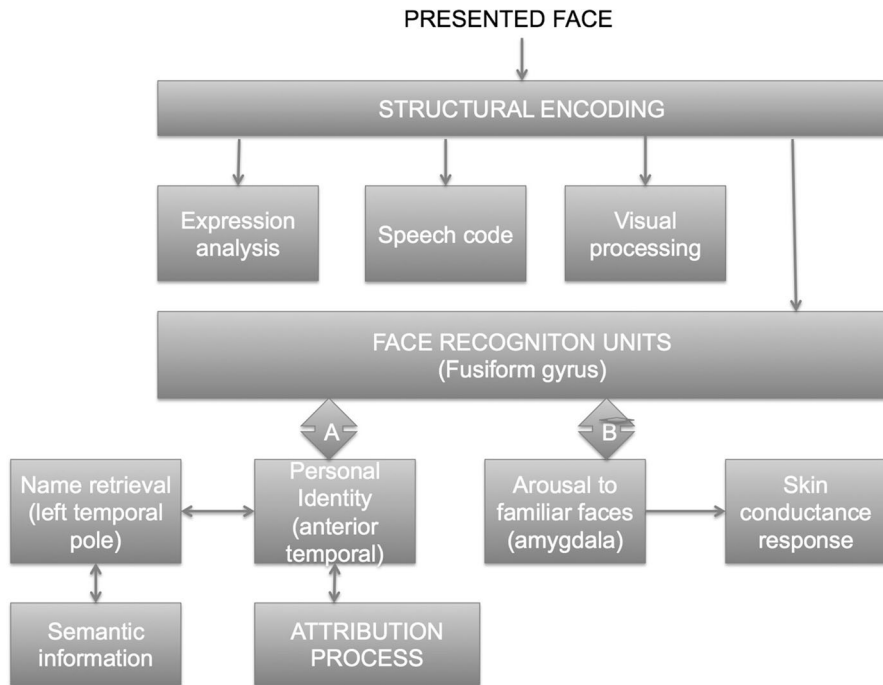 PRESENTED FACE
STRUCTURAL ENCODING
Expression
analysis
Speech code
Visual
processing
FACE RECOGNITON UNITS
(Fusiform gyrus)
A
B
Name retrieval
(left temporal
pole)
Personal
Identity
(anterior
temporal)
Arousal to
familiar faces
(amygdala)
Skin
conductance
response
Semantic
information
ATTRIBUTION
PROCESS